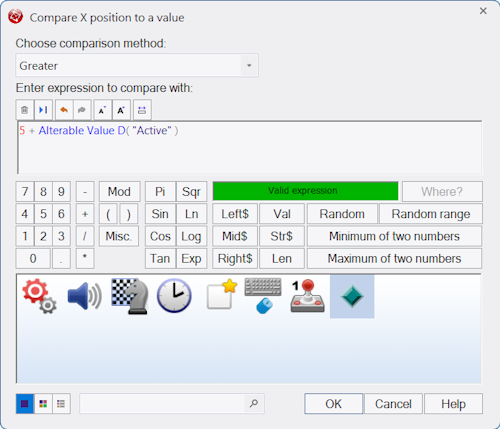 Compare X position to a value
Choose comparison method:
Greater
Enter expression to compare with:
A A
5 + Alterable Value D( "Active" )
7 8 9 - Mod Pi Sqr Valid expression Where?
4 5 6 + ( ) Sin Ln Left$ Val Random Random range
1 2 3 / Misc. Cos Log Mid$ Str$ Minimum of two numbers
0 . * Tan Exp Right$ Len Maximum of two numbers
1
OK Cancel Help